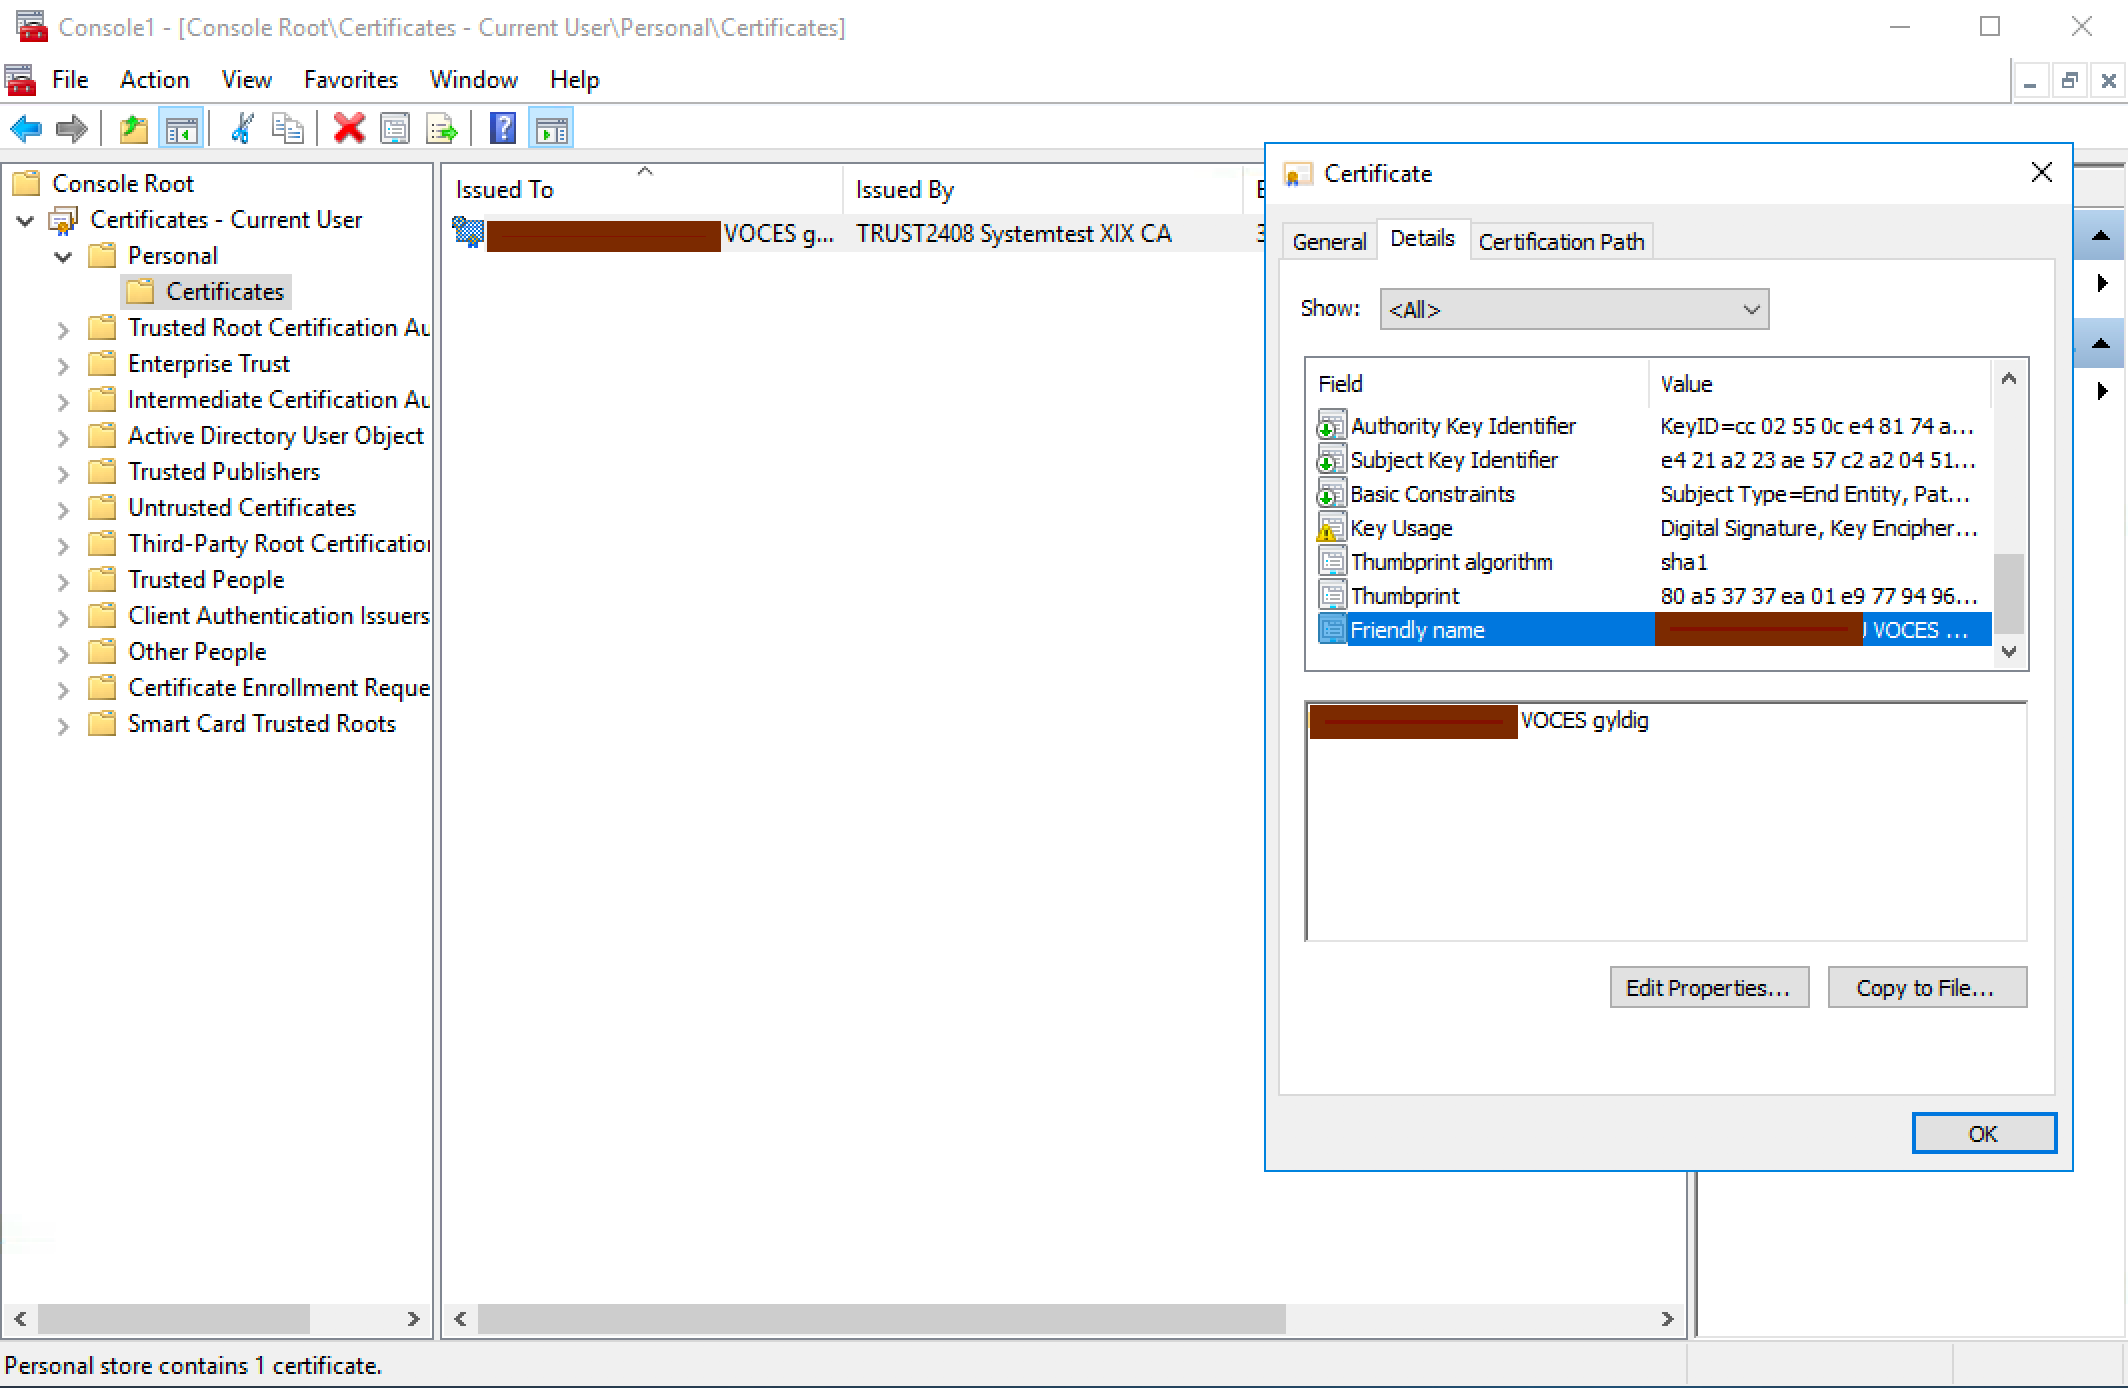 Console1 - [Console Root\Certificates - Current User\Personal\Certificates]
File Action View Favorites Window Help
Console Root
Certificates - Current User
Personal
Certificates
Trusted Root Certification Au
Enterprise Trust
Intermediate Certification Au
Active Directory User Object
Trusted Publishers
Untrusted Certificates
Third-Party Root Certification
Trusted People
Client Authentication Issuers
Other People
Certificate Enrollment Reque
Smart Card Trusted Roots
Issued To Issued By E
VOCES g... TRUST2408 Systemtest XIX CA 3
Certificate
General Details Certification Path
Show: <All>
Field Value
Authority Key Identifier KeyID=cc 02 55 0c e4 81 74 a...
Subject Key Identifier e4 21 a2 23 ae 57 c2 a2 04 51...
Basic Constraints Subject Type=End Entity, Pat...
Key Usage Digital Signature, Key Encipher...
Thumbprint algorithm sha1
Thumbprint 80 a5 37 37 ea 01 e9 77 94 96...
Friendly name VOCES ...
VOCES gyldig
Edit Properties... Copy to File...
OK
Personal store contains 1 certificate.